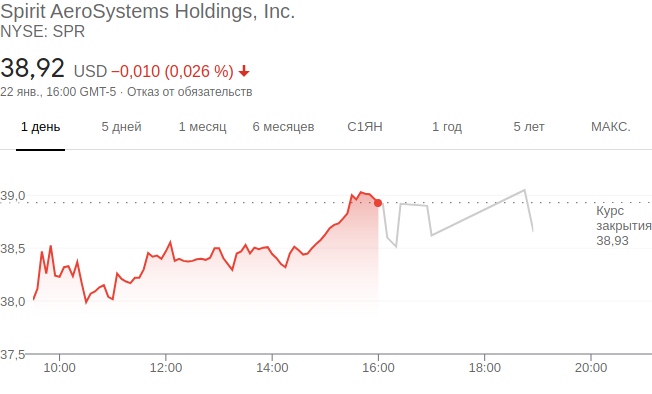 Spirit AeroSystems Holdings, Inc.
NYSE: SPR
38,92 USD −0,010 (0,026 %)
22 янв., 16:00 GMT-5 · Отказ от обязательств
1 день 5 дней 1 месяц 6 месяцев С1ЯН 1 год 5 лет МАКС.
39,0
Курс
закрытия
38,93
38,5
38,0
37,5
10:00 12:00 14:00 16:00 18:00 20:00